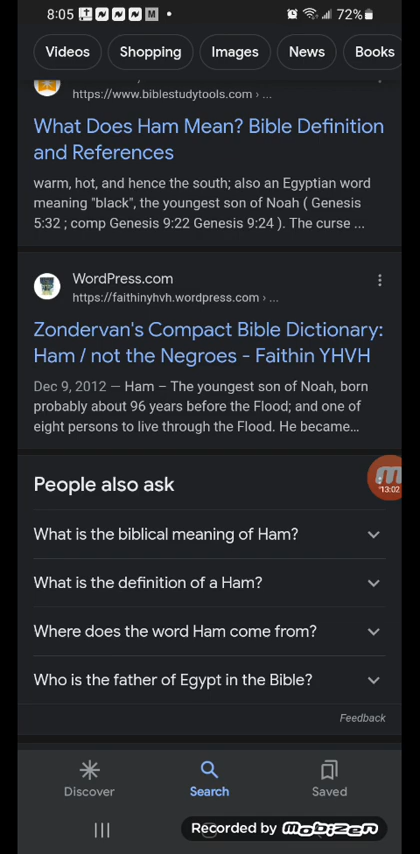 8:05
M
72%
Videos
Shopping
Images
News
Books
https://www.biblestudytools.com › ...
What Does Ham Mean? Bible Definition
and References
warm, hot, and hence the south; also an Egyptian word
meaning "black", the youngest son of Noah ( Genesis
5:32 ; comp Genesis 9:22 Genesis 9:24 ). The curse ...
WordPress.com
https://faithinyhvh.wordpress.com › ...
Zondervan's Compact Bible Dictionary:
Ham / not the Negroes - Faithin YHVH
Dec 9, 2012 — Ham – The youngest son of Noah, born
probably about 96 years before the Flood; and one of
eight persons to live through the Flood. He became...
People also ask
13:02
What is the biblical meaning of Ham?
What is the definition of a Ham?
Where does the word Ham come from?
Who is the father of Egypt in the Bible?
Feedback
Discover
Search
Saved
Recorded by mobizen